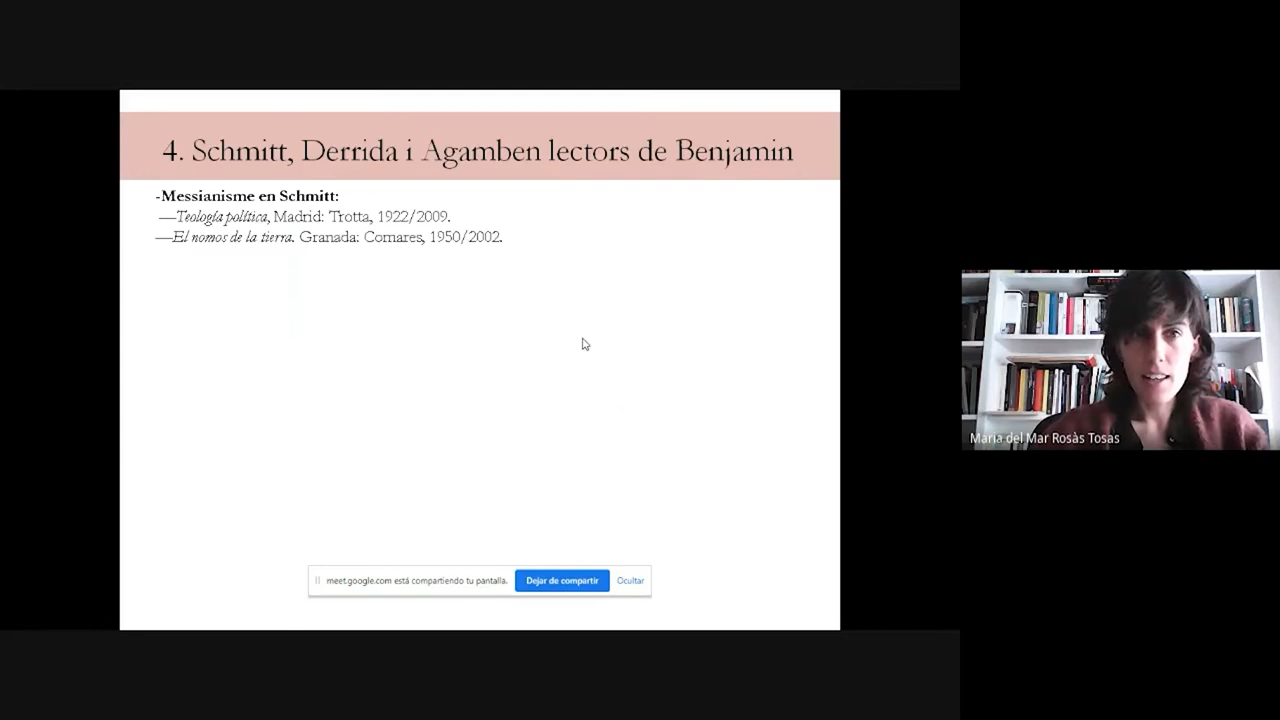 4. Schmitt, Derrida i Agamben lectors de Benjamin
-Messianisme en Schmitt:
—Teología política, Madrid: Trotta, 1922/2009.
—El nomos de la tierra. Granada: Comares, 1950/2002.
Maria del Mar Rosàs Tosas
meet.google.com está compartiendo tu pantalla.
Dejar de compartir
Ocultar